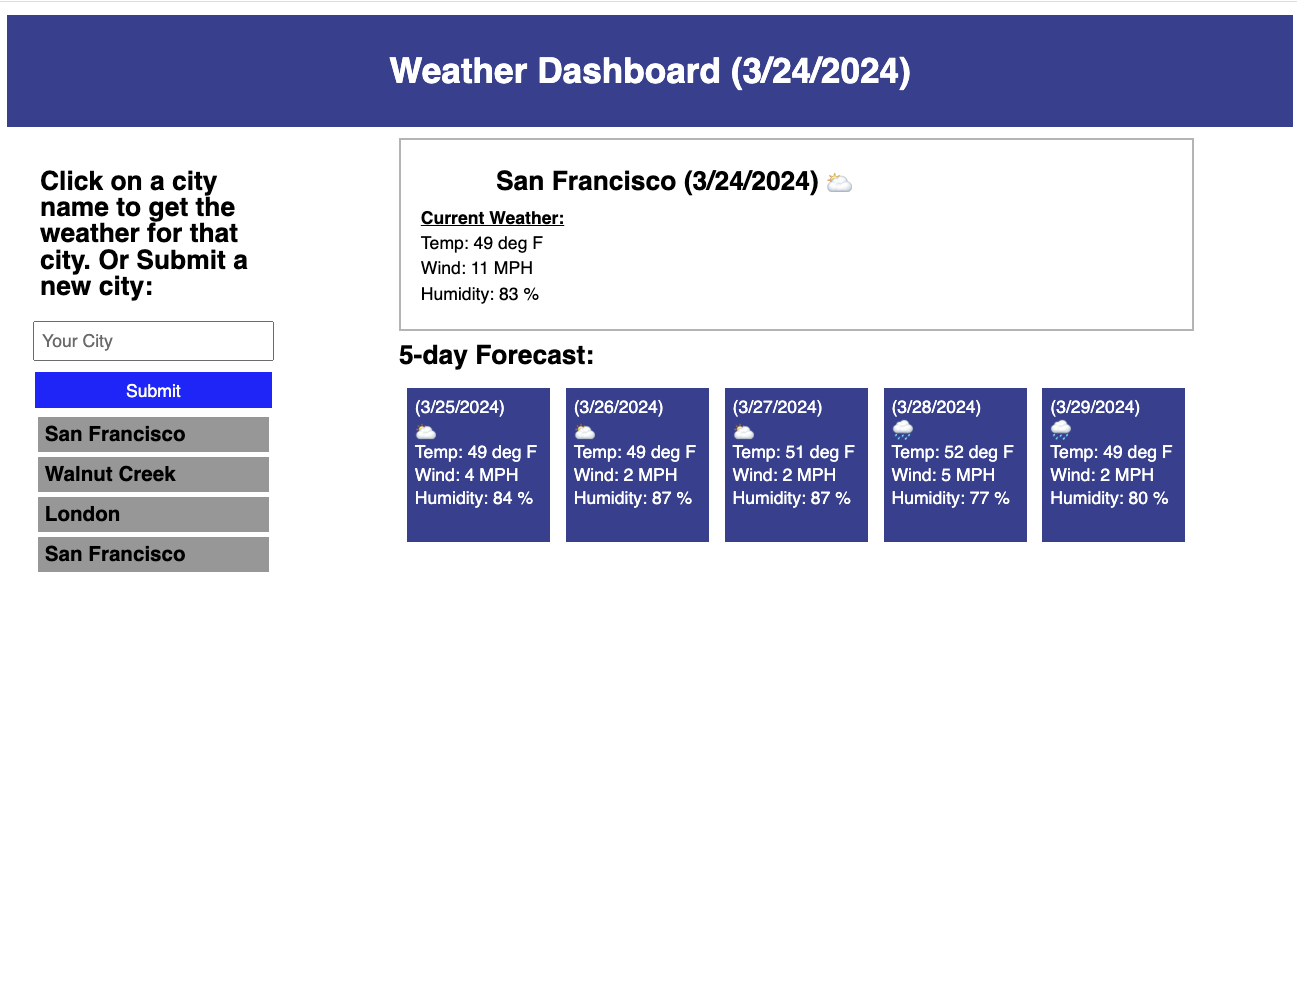 Weather Dashboard (3/24/2024)
Click on a city
name to get the
weather for that
city. Or Submit a
new city:
Your City
Submit
San Francisco
Walnut Creek
London
San Francisco
San Francisco (3/24/2024)
Current Weather:
Temp: 49 deg F
Wind: 11 MPH
Humidity: 83 %
5-day Forecast:
(3/25/2024)
Temp: 49 deg F
Wind: 4 MPH
Humidity: 84 %
(3/26/2024)
Temp: 49 deg F
Wind: 2 MPH
Humidity: 87 %
(3/27/2024)
Temp: 51 deg F
Wind: 2 MPH
Humidity: 87 %
(3/28/2024)
Temp: 52 deg F
Wind: 5 MPH
Humidity: 77 %
(3/29/2024)
Temp: 49 deg F
Wind: 2 MPH
Humidity: 80 %